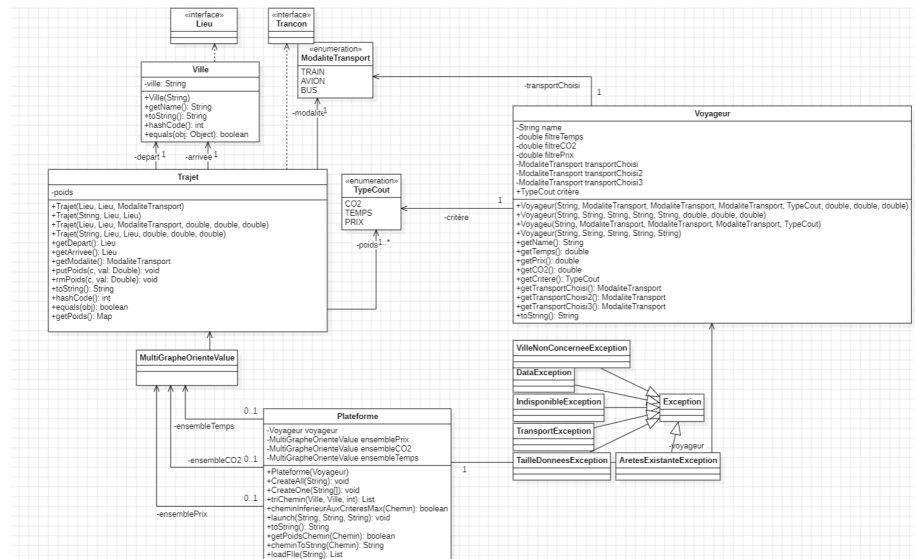 «interface»
Lieu
«interface»
Trancon
«enumeration»
ModaliteTransport
TRAIN
AVION
BUS
Ville
-ville: String
+Ville(String)
+getName(): String
+toString(): String
+hashCode(): int
+equals(obj: Object): boolean
-depart 1
-arrivee 1
-modalité 1
-transportChoisi
1
Voyageur
-String name
-double filtreTemps
-double filtreCO2
-double filtrePrix
-ModaliteTransport transportChoisi
-ModaliteTransport transportChoisi2
-ModaliteTransport transportChoisi3
+TypeCout critère
+Voyageur(String, ModaliteTransport, ModaliteTransport, ModaliteTransport, TypeCout, double, double, double)
+Voyageur(String, String, String, String, String, double, double, double)
+Voyageu(String, ModaliteTransport, ModaliteTransport, ModaliteTransport, TypeCout)
+Voyageur(String, String, String, String, String)
+getName(): String
+getTemps(): double
+getPrix(): double
+getCO2(): double
+getCritere(): TypeCout
+getTransportChoisi(): ModaliteTransport
+getTransportChoisi2(): ModaliteTransport
+getTransportChoisi3(): ModaliteTransport
+toString(): String
Trajet
-poids
+Trajet(Lieu, Lieu, ModaliteTransport)
+Trajet(String, Lieu, Lieu)
+Trajet(Lieu, Lieu, ModaliteTransport, double, double, double)
+Trajet(String, Lieu, Lieu, double, double, double)
+getDepart(): Lieu
+getArrivee(): Lieu
+getModalite(): ModaliteTransport
+putPoids(c, val: Double): void
+rmPoids(c, val: Double): void
+toString(): String
+hashCode(): int
+equals(obj): boolean
+getPoids(): Map
«enumeration»
TypeCout
CO2
TEMPS
PRIX
-critère
1
-poids 1..*
MultiGrapheOrienteValue
-ensembleTemps
0..1
-ensembleCO2 0..1
-ensemblePrix
0..1
Plateforme
-Voyageur voyageur
-MultiGrapheOrienteValue ensemblePrix
-MultiGrapheOrienteValue ensembleCO2
-MultiGrapheOrienteValue ensembleTemps
+Plateforme(Voyageur)
+CreateAll(String): void
+CreateOne(String[]): void
+triChemin(Ville, Ville, int): List
+cheminInferieurAuxCriteresMax(Chemin): boolean
+launch(String, String, String): void
+toString(): String
+getPoidsChemin(Chemin): boolean
+cheminToString(Chemin): String
+loadFIle(String): List
1
VilleNonConcerneeException
DataException
IndisponibleException
TransportException
TailleDonneesException
AretesExistanteException
Exception
-voyageur